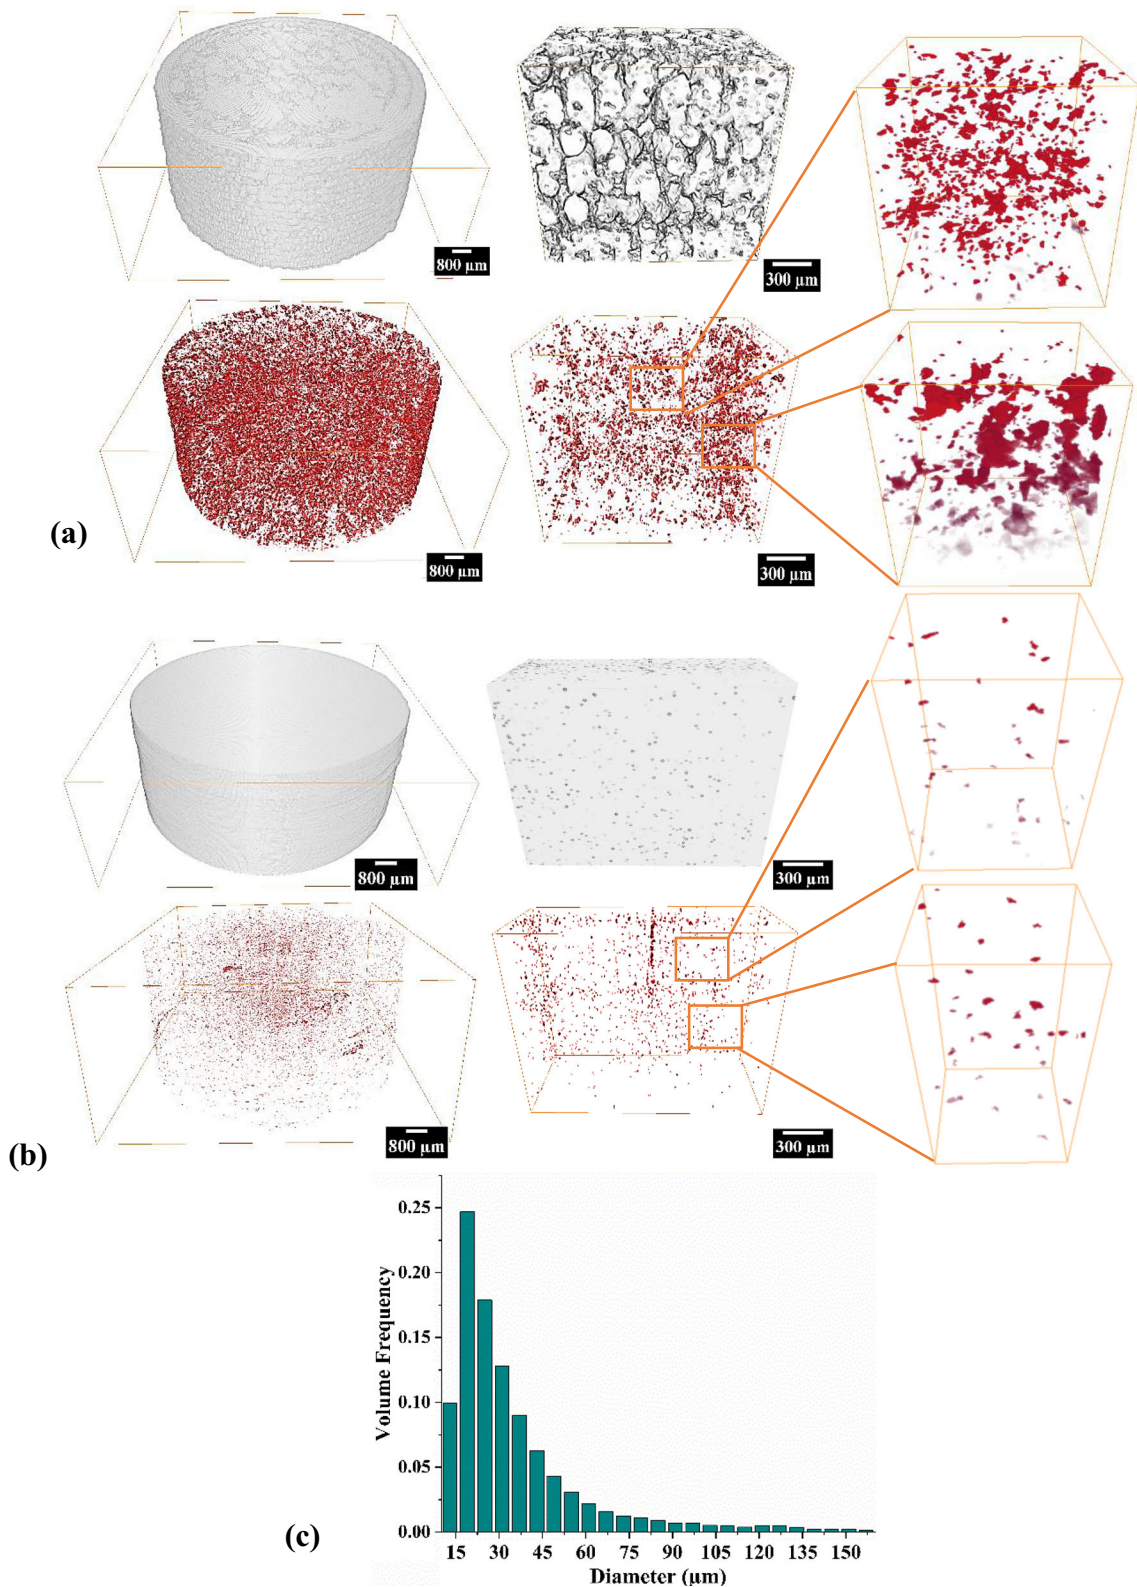 800 µm
300 µm
(a)
800 µm
300 µm
800 µm
300 µm
(b)
800 µm
300 µm
0.25
0.20
0.15
0.10
0.05
0.00
Volume Frequency
(c)
15 30 45 60 75 90 105 120 135 150
Diameter (µm)